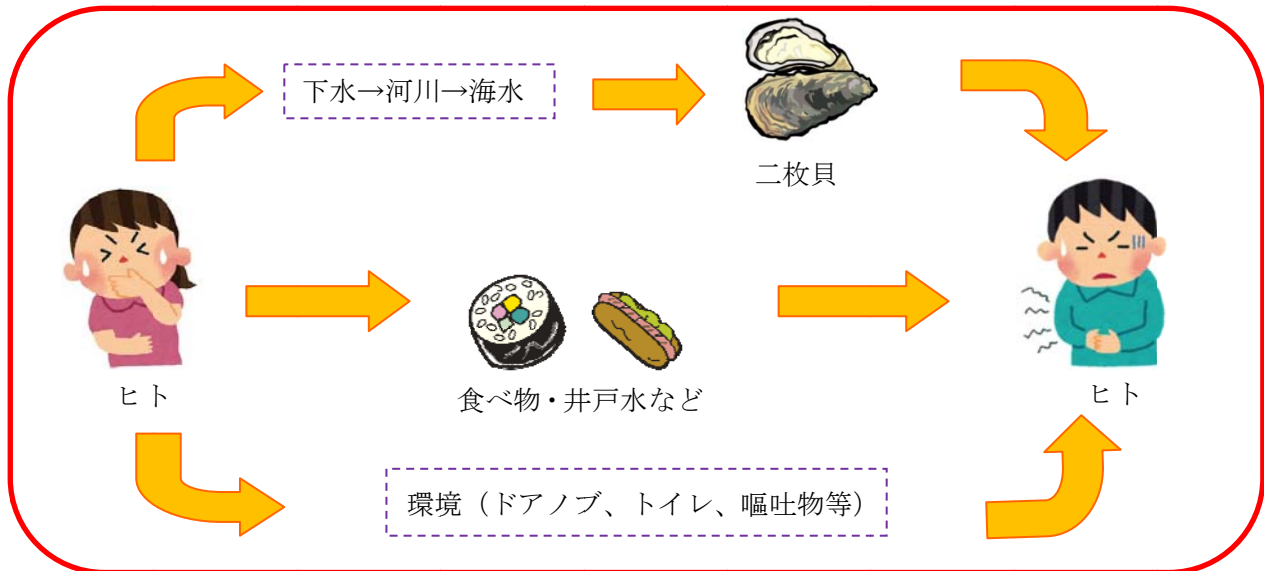 下水→河川→海水
二枚貝
ヒト
食べ物・井戸水など
ヒト
環境（ドアノブ、トイレ、嘔吐物等）